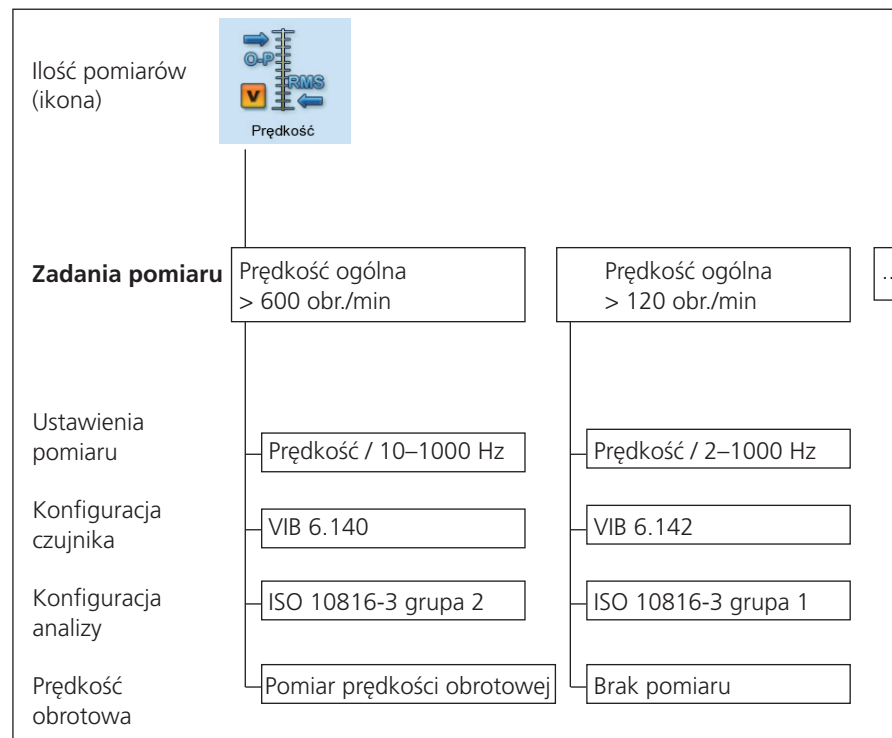 Ilość pomiarów
(ikona)
O-P
RMS
V
Prędkość
Zadania pomiaru
Prędkość ogólna
> 600 obr./min
Prędkość ogólna
> 120 obr./min
..
Ustawienia
pomiaru
Prędkość / 10–1000 Hz
Prędkość / 2–1000 Hz
Konfiguracja
czujnika
VIB 6.140
VIB 6.142
Konfiguracja
analizy
ISO 10816-3 grupa 2
ISO 10816-3 grupa 1
Prędkość
obrotowa
Pomiar prędkości obrotowej
Brak pomiaru